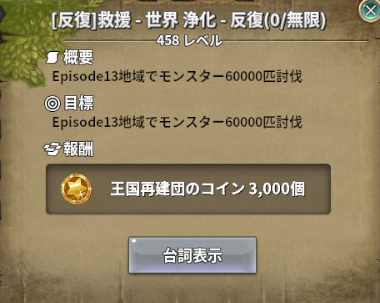 [反復]救援 - 世界 浄化 - 反復(0/無限)
458 レベル
概要
Episode13地域でモンスター60000匹討伐
目標
Episode13地域でモンスター60000匹討伐
報酬
王国再建団のコイン 3,000個
台詞表示